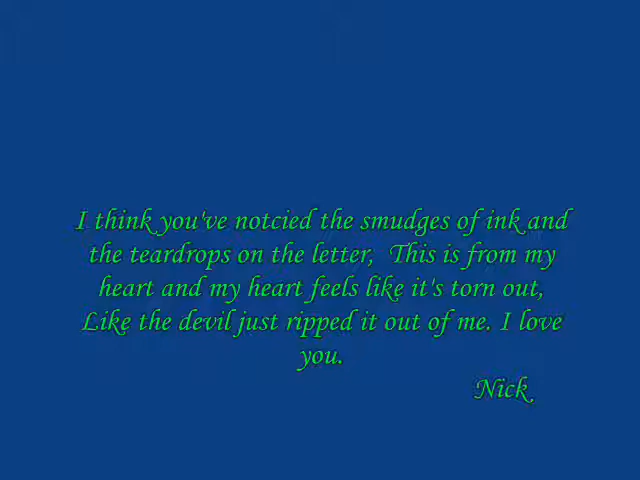 I think you've notcied the smudges of ink and
the teardrops on the letter,  This is from my
heart and my heart feels like it's torn out,
Like the devil just ripped it out of me. I love
you.
Nick